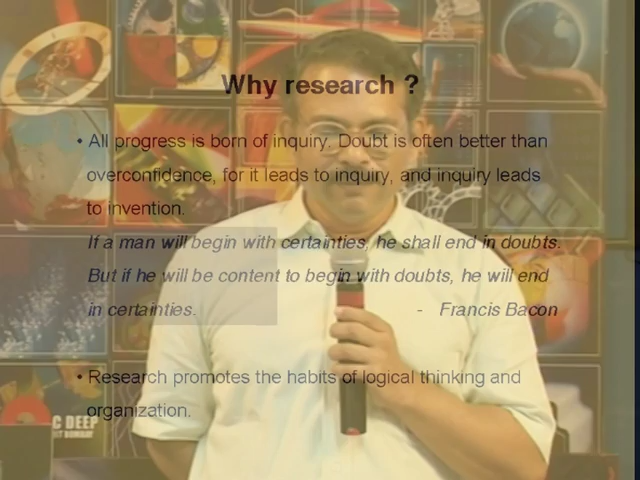 Why research ?
• All progress is born of inquiry. Doubt is often better than
overconfidence, for it leads to inquiry, and inquiry leads
to invention.
If a man will begin with certainties, he shall end in doubts.
But if he will be content to begin with doubts, he will end
in certainties. - Francis Bacon
• Research promotes the habits of logical thinking and
organization.
C DEEP